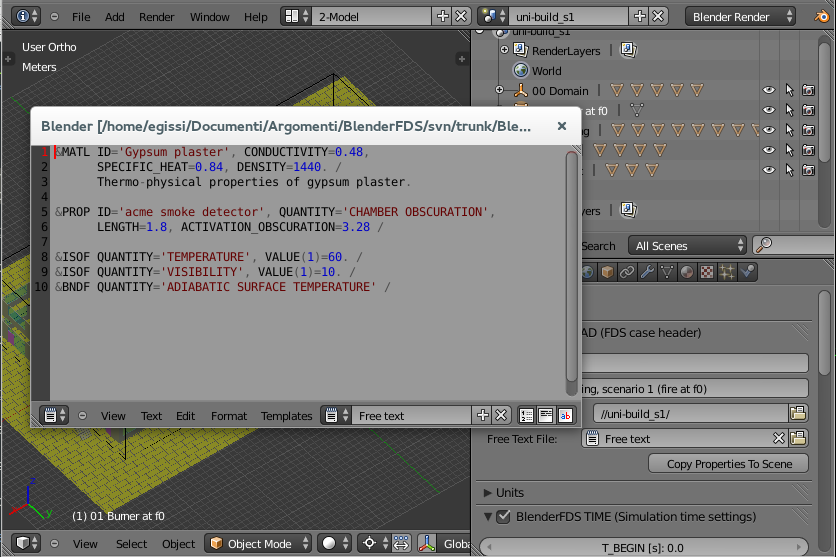 File Add Render Window Help 2-Model uni-build_s1 Blender Render
User Ortho
Meters
uni-build_s1
RenderLayers
World
00 Domain
at f0
Blender [/home/egissi/Documenti/Argomenti/BlenderFDS/svn/trunk/Ble...
1 &MATL ID='Gypsum plaster', CONDUCTIVITY=0.48,
2 SPECIFIC_HEAT=0.84, DENSITY=1440. /
3 Thermo-physical properties of gypsum plaster.
4
5 &PROP ID='acme smoke detector', QUANTITY='CHAMBER OBSCURATION',
6 LENGTH=1.8, ACTIVATION_OBSCURATION=3.28 /
7
8 &ISOF QUANTITY='TEMPERATURE', VALUE(1)=60. /
9 &ISOF QUANTITY='VISIBILITY', VALUE(1)=10. /
10 &BNDF QUANTITY='ADIABATIC SURFACE TEMPERATURE' /
View Text Edit Format Templates Free text
g
yers
Search All Scenes
AD (FDS case header)
ing, scenario 1 (fire at f0)
//uni-build_s1/
Free Text File: Free text
Copy Properties To Scene
Units
BlenderFDS TIME (Simulation time settings)
T_BEGIN [s]: 0.0
z
y
(1) 01 Burner at f0
View Select Object Object Mode Globa